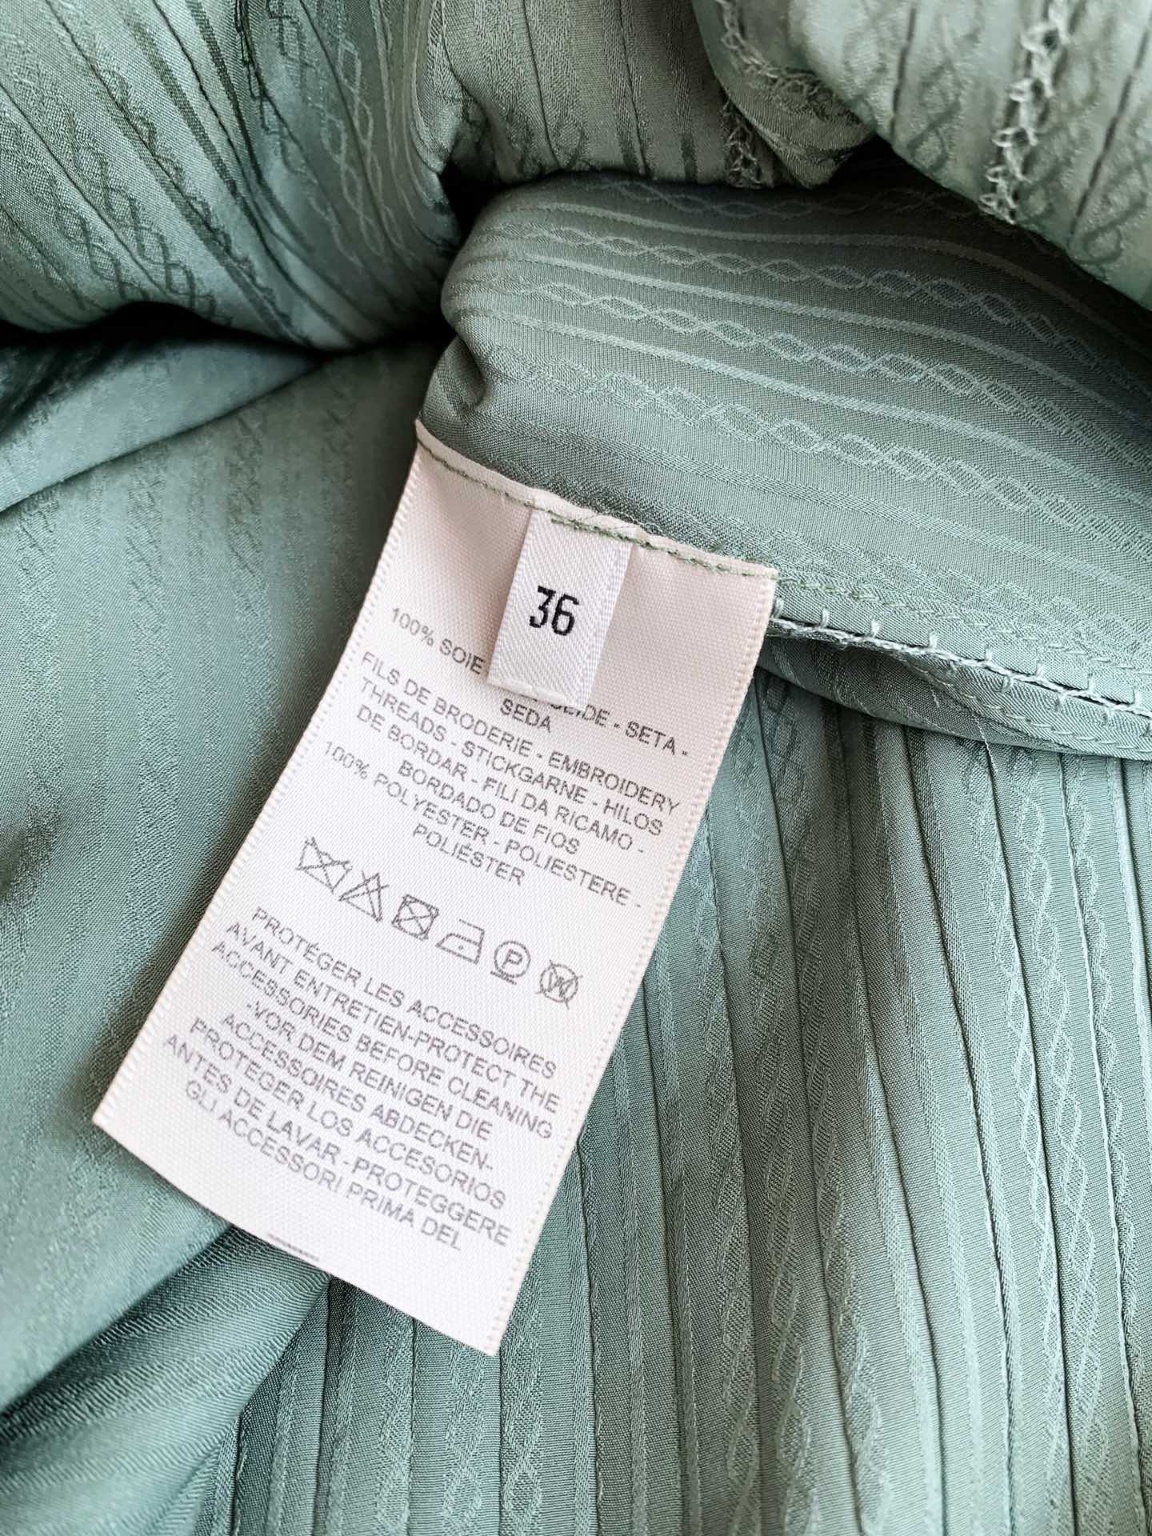 36
100% SOIE
SEIDE - SETA -
SEDA
FILS DE BRODERIE - EMBROIDERY
THREADS - STICKGARNE - HILOS
DE BORDAR - FILI DA RICAMO -
BORDADO DE FIOS
100% POLYESTER - POLIESTERE -
POLIÉSTER
P
W
PROTÉGER LES ACCESSOIRES
AVANT ENTRETIEN-PROTECT THE
ACCESSORIES BEFORE CLEANING
-VOR DEM REINIGEN DIE
ACCESSOIRES ABDECKEN-
PROTEGER LOS ACCESORIOS
ANTES DE LAVAR - PROTEGGERE
GLI ACCESSORI PRIMA DEL